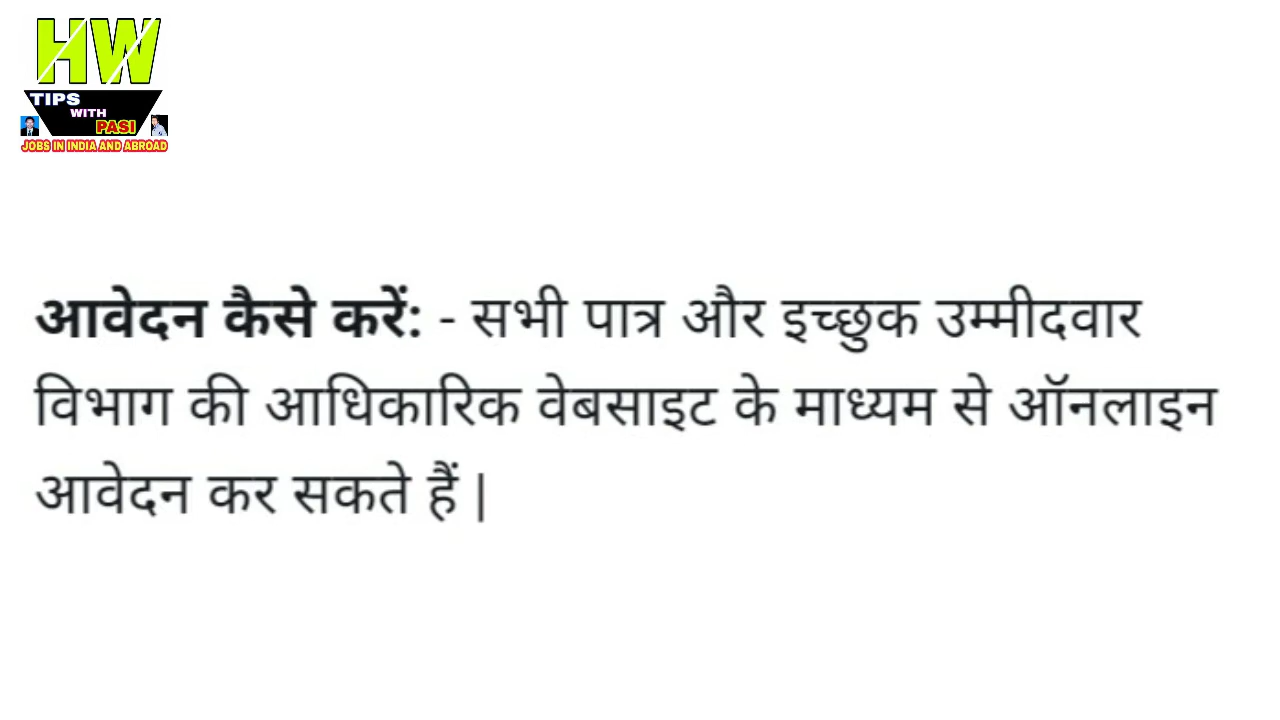 HW
TIPS
WITH
PASI
JOBS IN INDIA AND ABROAD
आवेदन कैसे करें: - सभी पात्र और इच्छुक उम्मीदवार
विभाग की आधिकारिक वेबसाइट के माध्यम से ऑनलाइन
आवेदन कर सकते हैं |